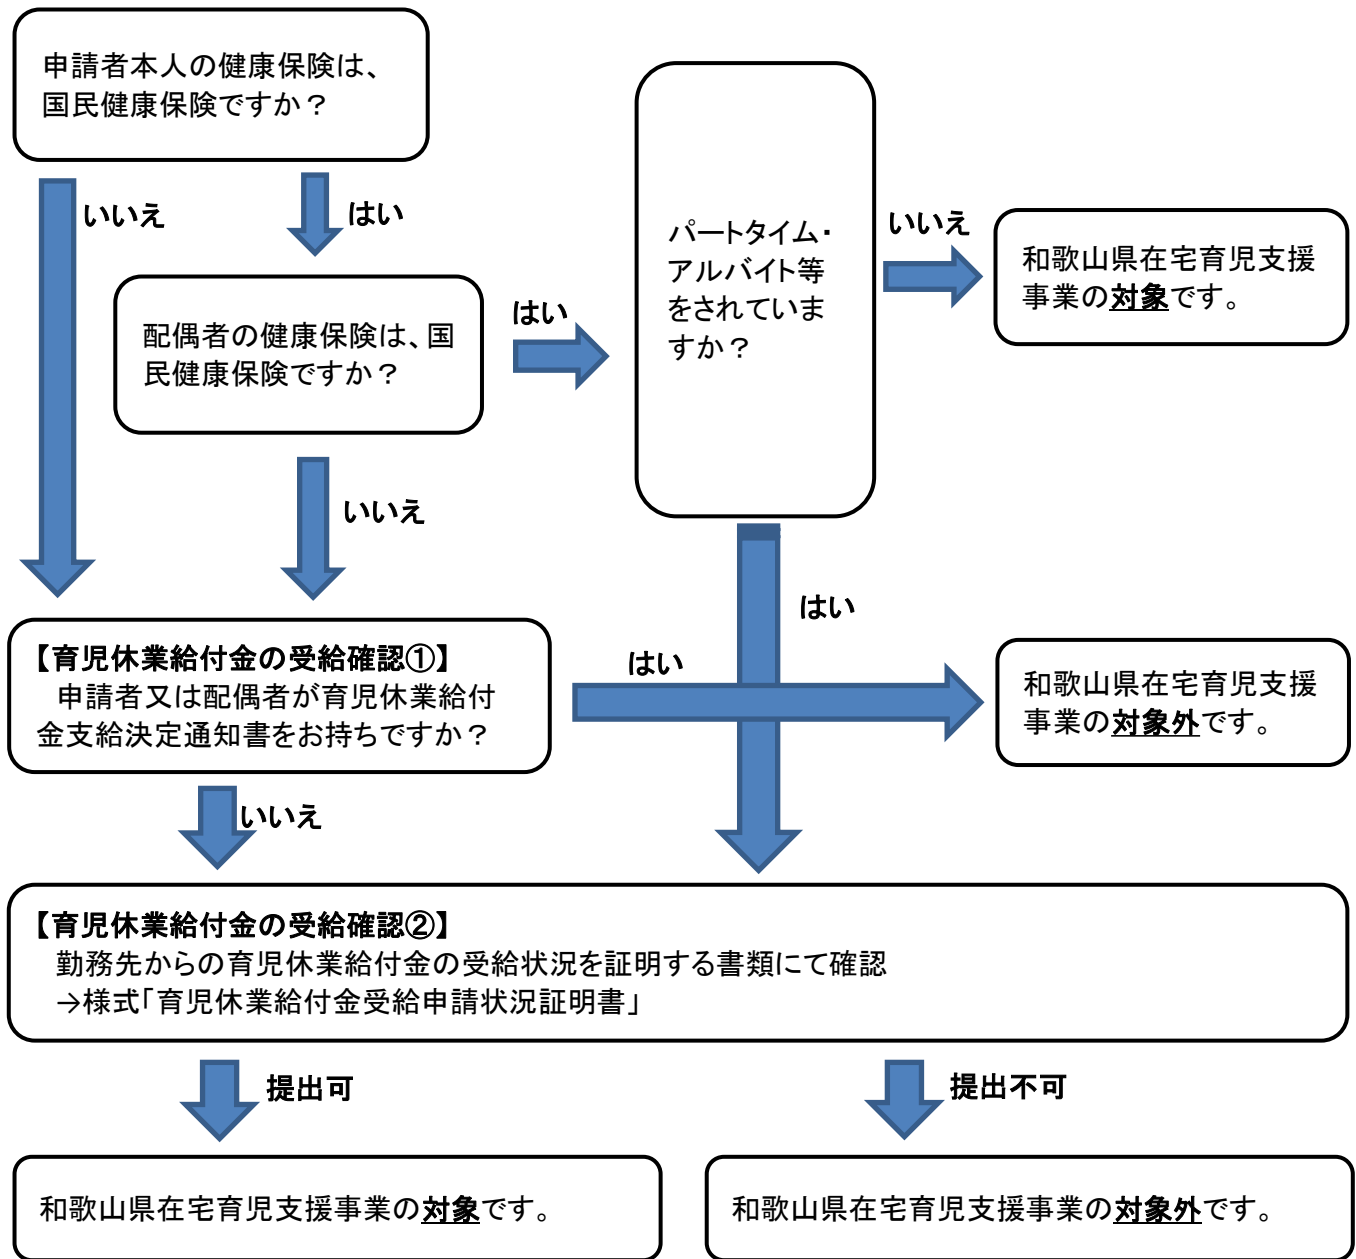 申請者本人の健康保険は、
国民健康保険ですか？
いいえ
はい
配偶者の健康保険は、国
民健康保険ですか？
はい
パートタイム・
アルバイト等
をされていま
すか？
いいえ
和歌山県在宅育児支援
事業の対象です。
いいえ
はい
【育児休業給付金の受給確認①】
申請者又は配偶者が育児休業給付
金支給決定通知書をお持ちですか？
はい
和歌山県在宅育児支援
事業の対象外です。
いいえ
【育児休業給付金の受給確認②】
勤務先からの育児休業給付金の受給状況を証明する書類にて確認
→様式「育児休業給付金受給申請状況証明書」
提出可
提出不可
和歌山県在宅育児支援事業の対象です。
和歌山県在宅育児支援事業の対象外です。